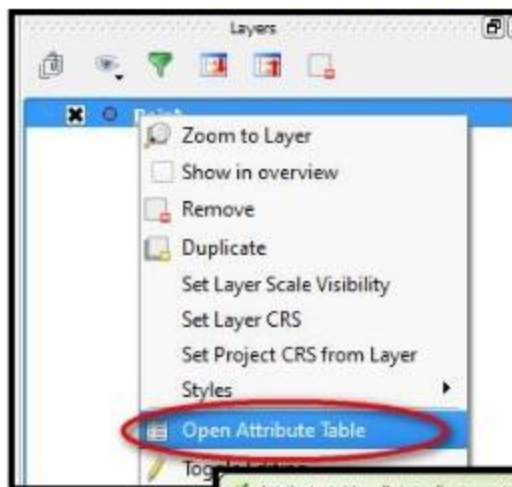 Layers
Zoom to Layer
Show in overview
Remove
Duplicate
Set Layer Scale Visibility
Set Layer CRS
Set Project CRS from Layer
Styles
Open Attribute Table